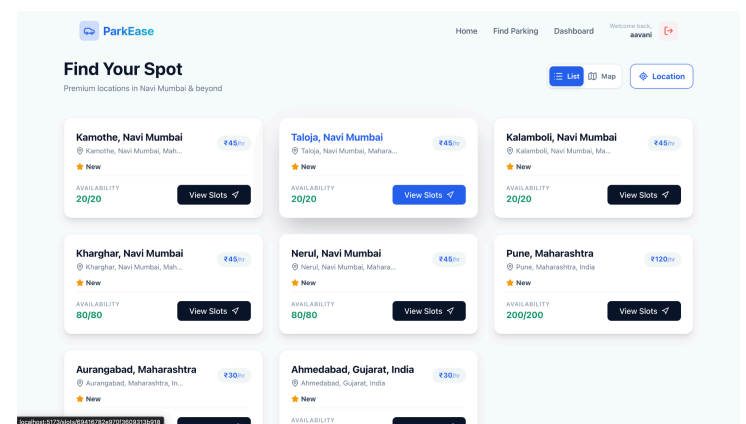 ParkEase
Home Find Parking Dashboard Welcome back, aavani
Find Your Spot
Premium locations in Navi Mumbai & beyond
List Map Location
Kamothe, Navi Mumbai ₹45/hr
Kamothe, Navi Mumbai, Mah...
New
AVAILABILITY
20/20
View Slots
Taloja, Navi Mumbai ₹45/hr
Taloja, Navi Mumbai, Mahara...
New
AVAILABILITY
20/20
View Slots
Kalamboli, Navi Mumbai ₹45/hr
Kalamboli, Navi Mumbai, Ma...
New
AVAILABILITY
20/20
View Slots
Kharghar, Navi Mumbai ₹45/hr
Kharghar, Navi Mumbai, Mah...
New
AVAILABILITY
80/80
View Slots
Nerul, Navi Mumbai ₹45/hr
Nerul, Navi Mumbai, Mahara...
New
AVAILABILITY
80/80
View Slots
Pune, Maharashtra ₹120/hr
Pune, Maharashtra, India
New
AVAILABILITY
200/200
View Slots
Aurangabad, Maharashtra ₹30/hr
Aurangabad, Maharashtra, In...
New
Ahmedabad, Gujarat, India ₹30/hr
Ahmedabad, Gujarat, India
New
AVAILABILITY
localhost:5173/slots/69416782e970f3609313b918